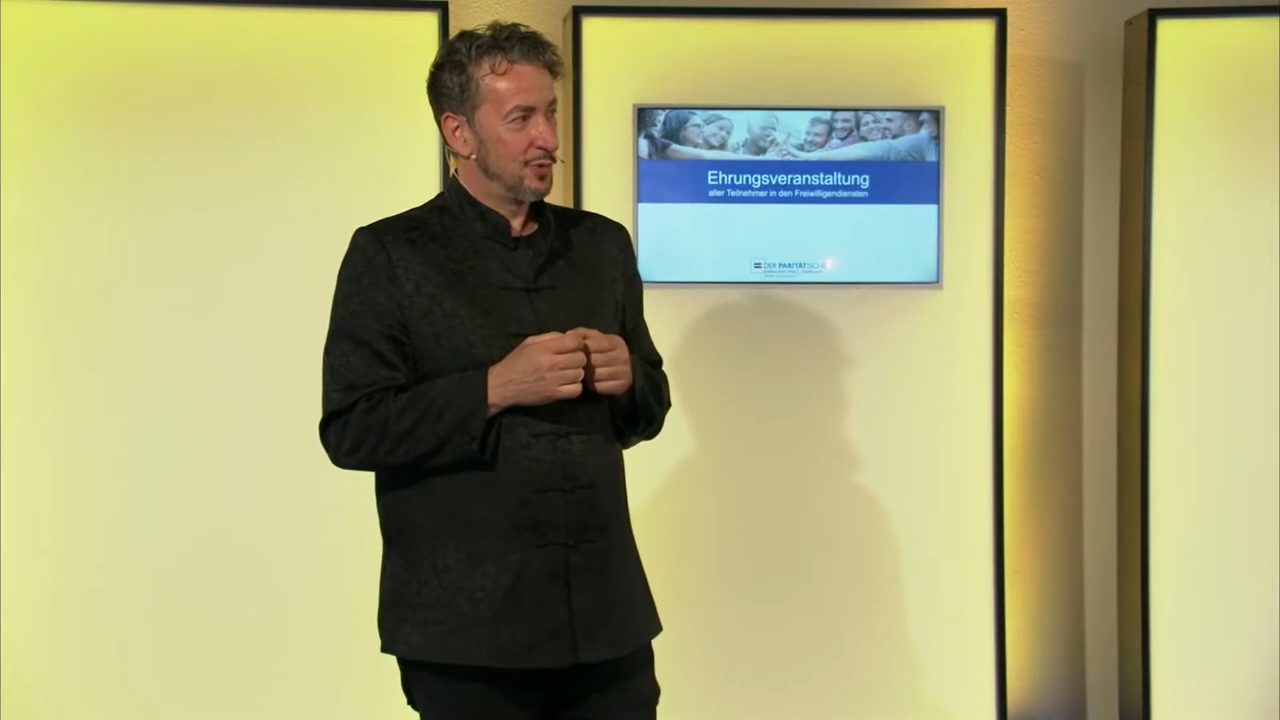 Ehrungsveranstaltung
aller Teilnehmer in den Freiwilligendiensten
DER PARITÄTISCHE